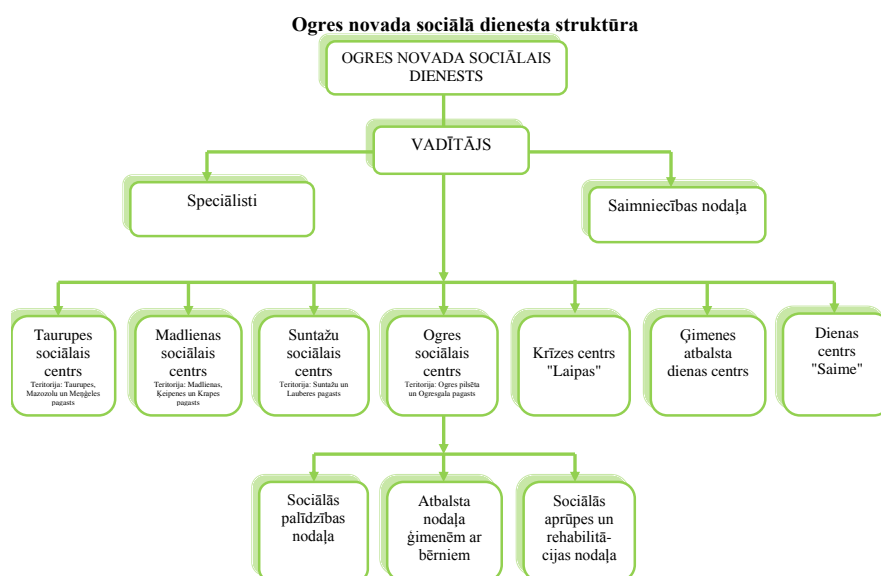 Ogres novada sociālā dienesta struktūra
OGRES NOVADA SOCIĀLAIS
DIENESTS
VADĪTĀJS
Speciālisti
Saimniecības nodaļa
Taurupes
sociālais
centrs
Teritorija: Taurupes,
Mazozolu un Meņģeles
pagasts
Madlienas
sociālais
centrs
Teritorija: Madlienas,
Ķeipenes un Krapes
pagasts
Suntažu
sociālais
centrs
Teritorija: Suntažu un
Lauberes pagasts
Ogres
sociālais
centrs
Teritorija: Ogres pilsēta
un Ogresgala pagasts
Krīzes centrs
"Laipas"
Ģimenes
atbalsta
dienas centrs
Dienas
centrs
"Saime"
Sociālās
palīdzības
nodaļa
Atbalsta
nodaļa
ģimenēm ar
bērniem
Sociālās
aprūpes un
rehabilitā-
cijas nodaļa